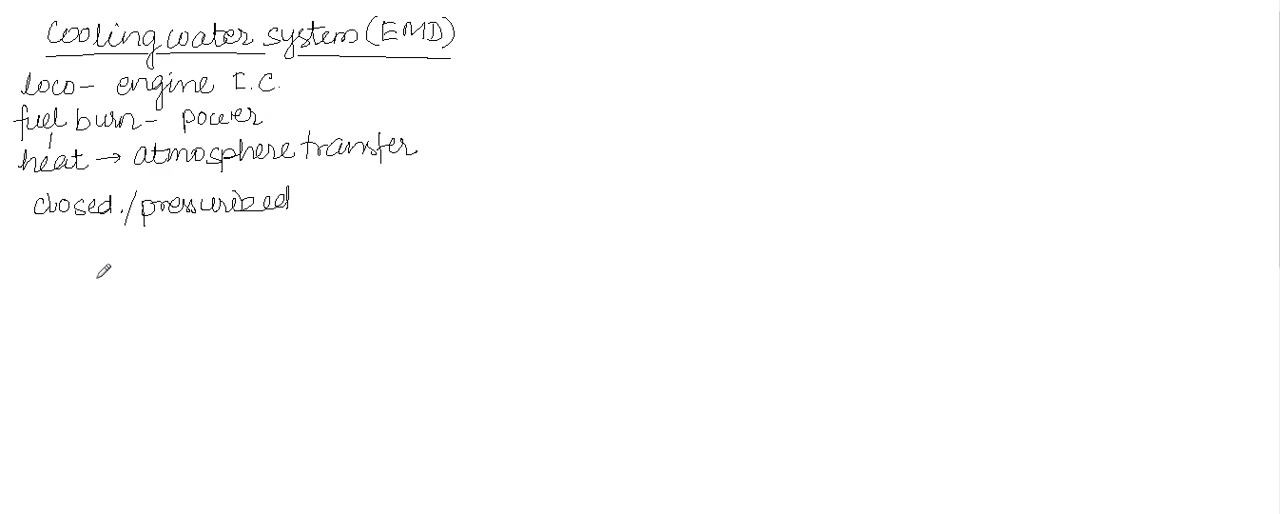 cooling water system (EMD)
loco- engine I.C.
fuel burn- power
heat → atmosphere transfer
closed./pressurized